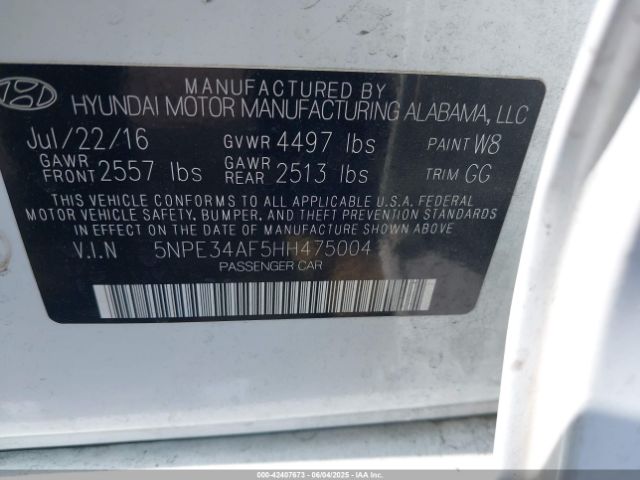 MANUFACTURED BY
HYUNDAI MOTOR MANUFACTURING ALABAMA, LLC
Jul/22/16 GVWR 4497 lbs PAINT W8
GAWR FRONT 2557 lbs GAWR REAR 2513 lbs TRIM GG
THIS VEHICLE CONFORMS TO ALL APPLICABLE U.S.A. FEDERAL
MOTOR VEHICLE SAFETY, BUMPER, AND THEFT PREVENTION STANDARDS
IN EFFECT ON THE DATE OF MANUFACTURE SHOWN ABOVE.
V.I.N 5NPE34AF5HH475004
PASSENGER CAR
000-42407673 - 06/04/2025 - IAAI.COM